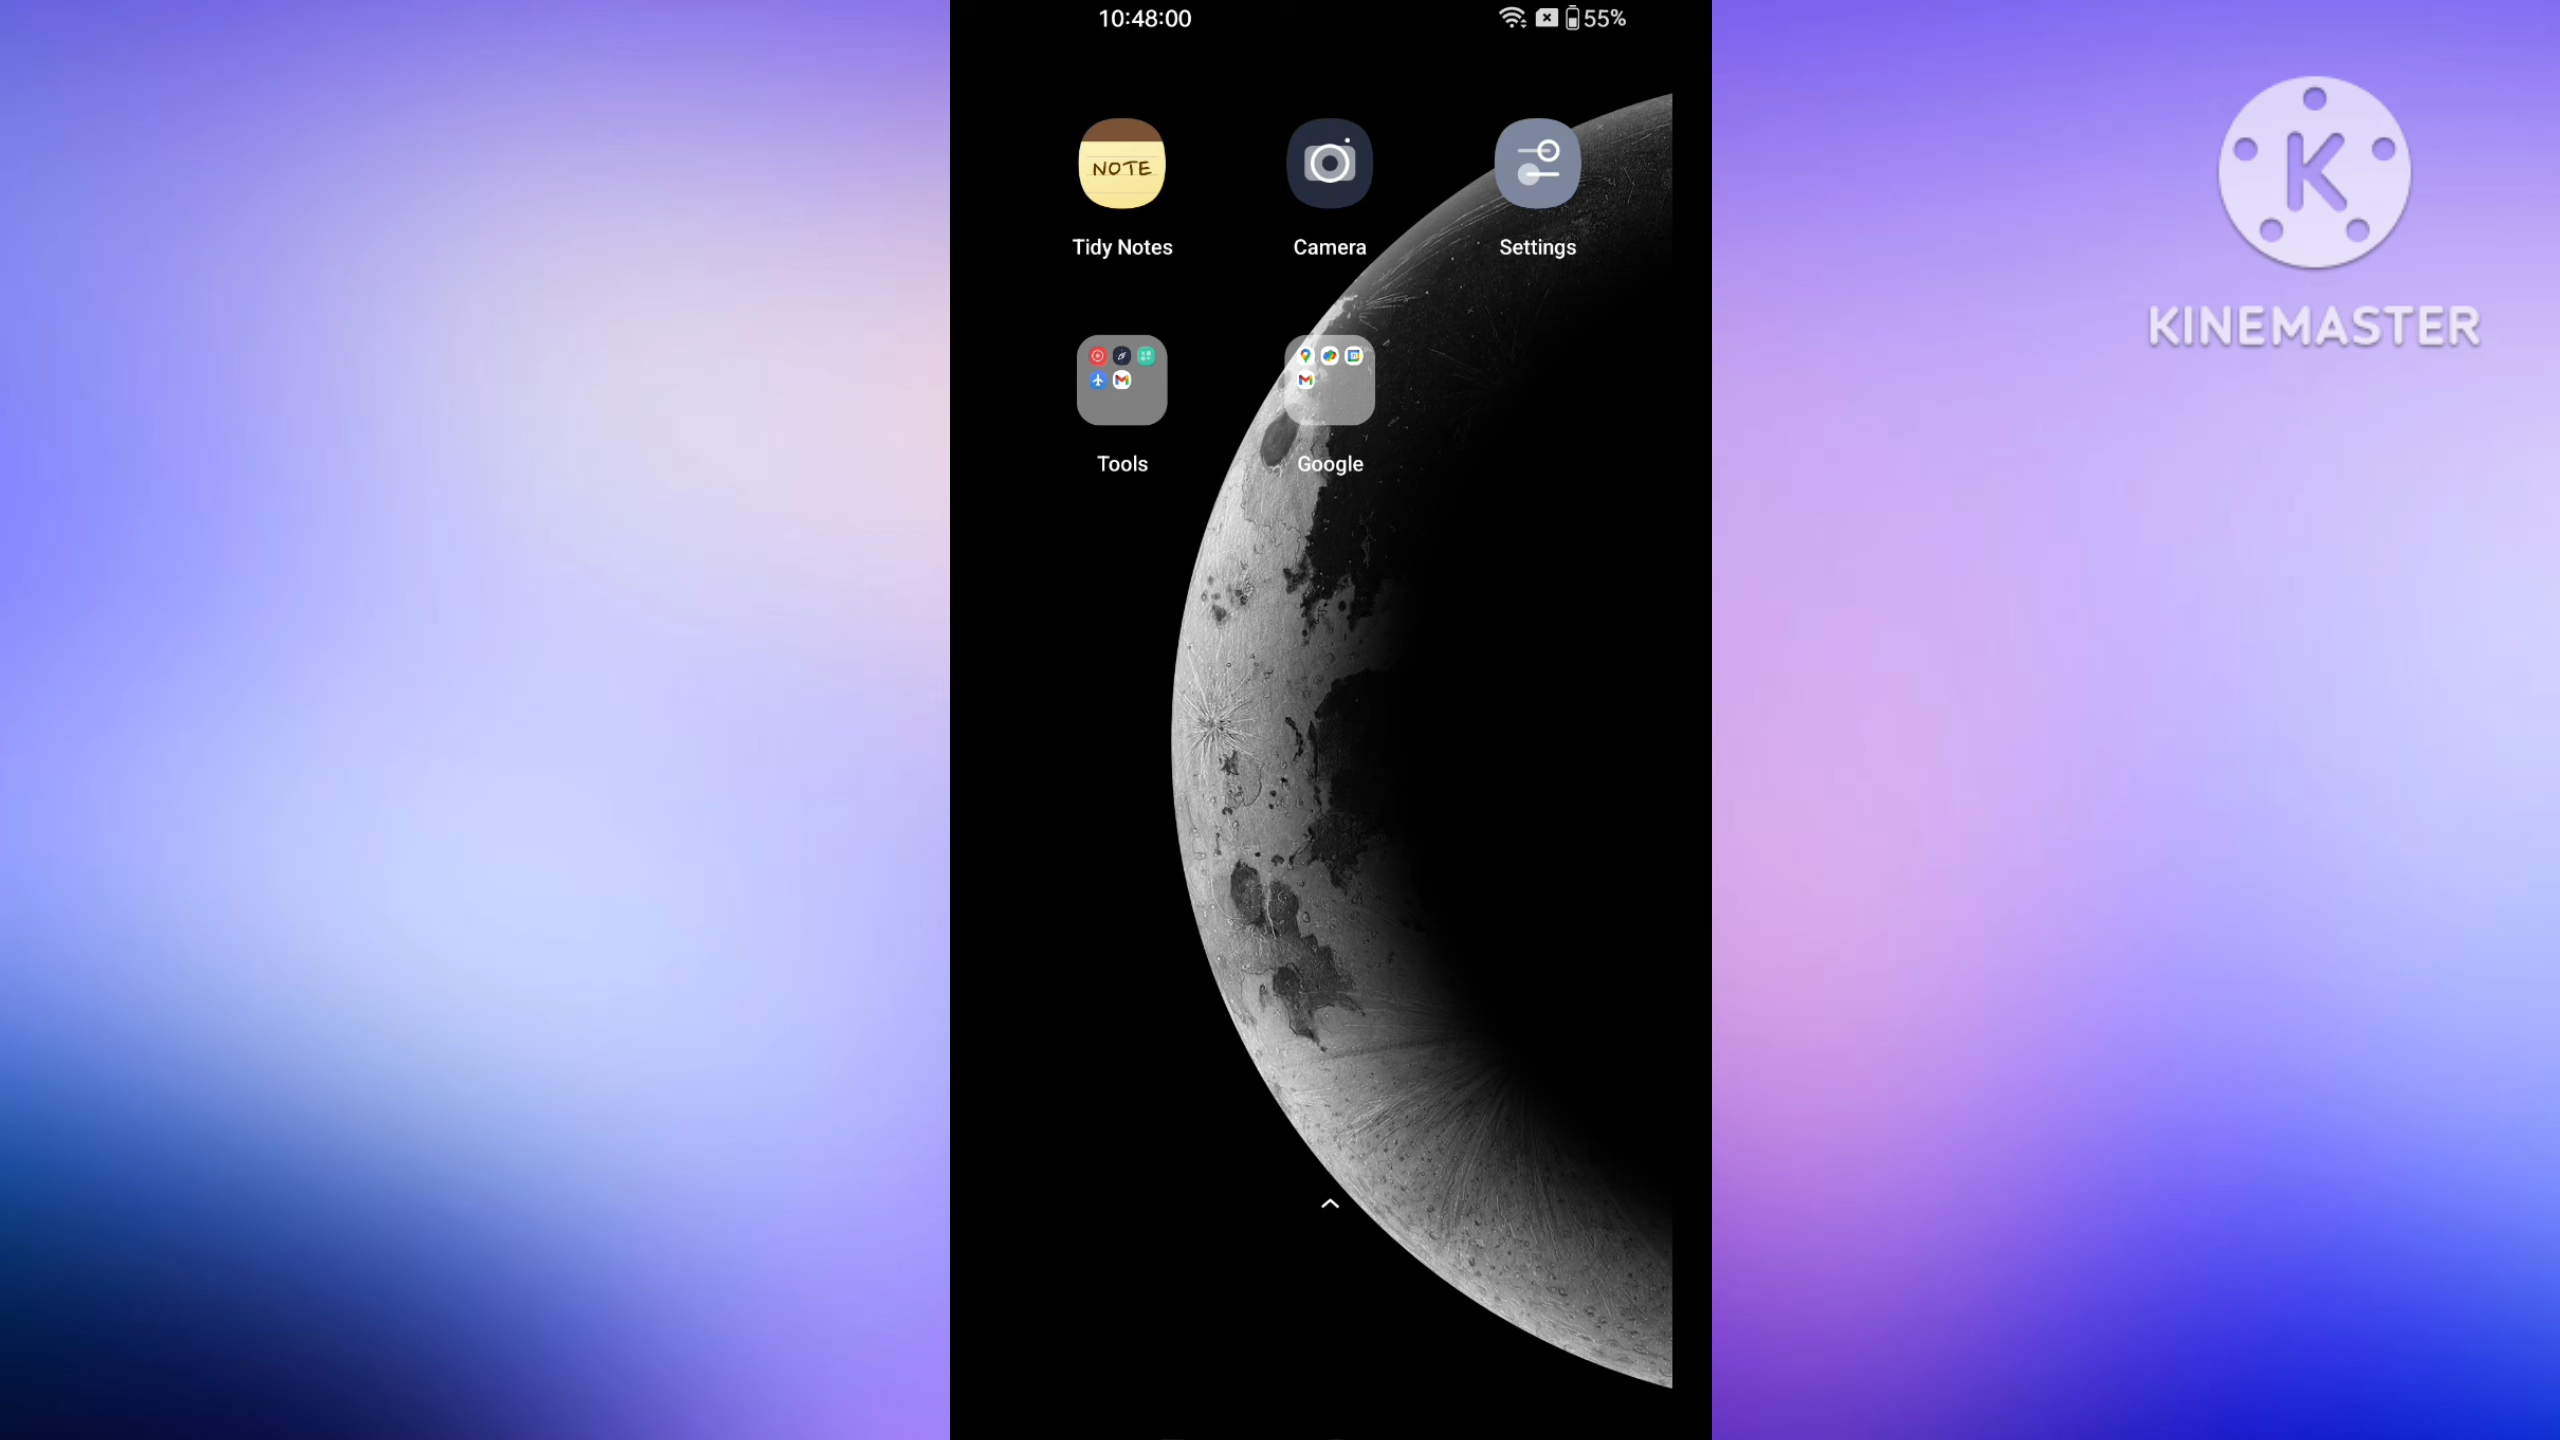 10:48:00
55%
K
KINEMASTER
NOTE
Tidy Notes
Camera
Settings
Tools
Google